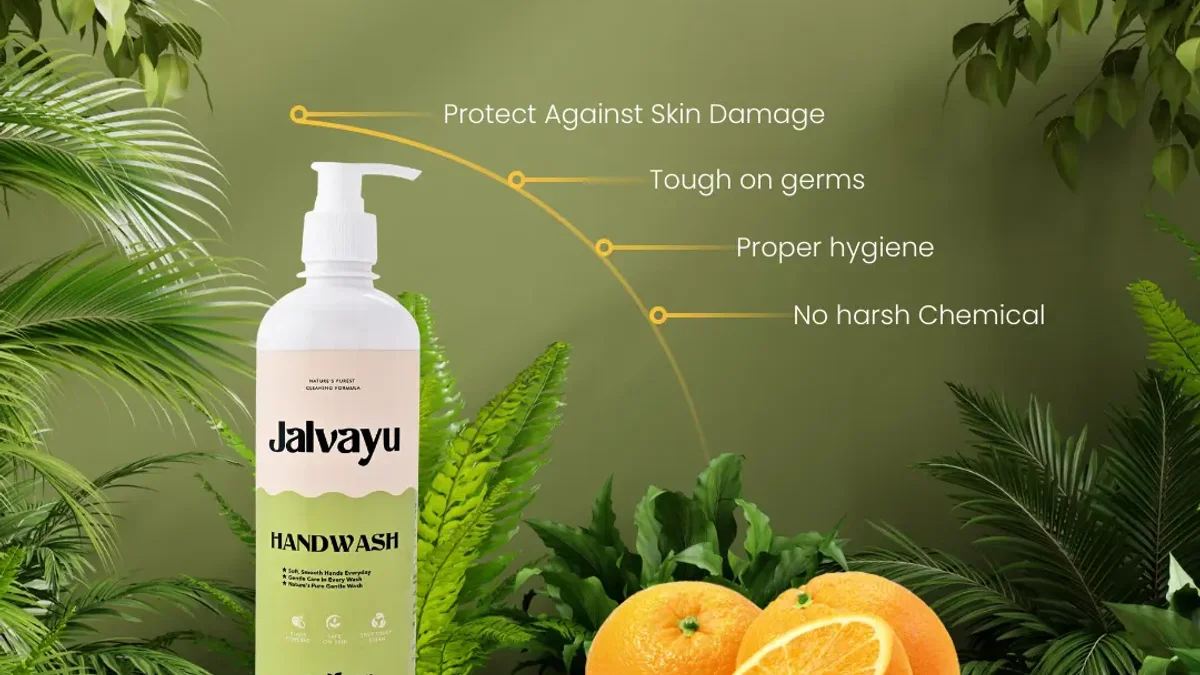 Protect Against Skin Damage
Tough on germs
Proper hygiene
No harsh Chemical
NATURE'S PUREST
CLEANING FORMULA
Jalvayu
HANDWASH
★ Soft, Smooth Hands Everyday
★ Gentle Care In Every Wash
★ Nature's Pure Gentle Wash